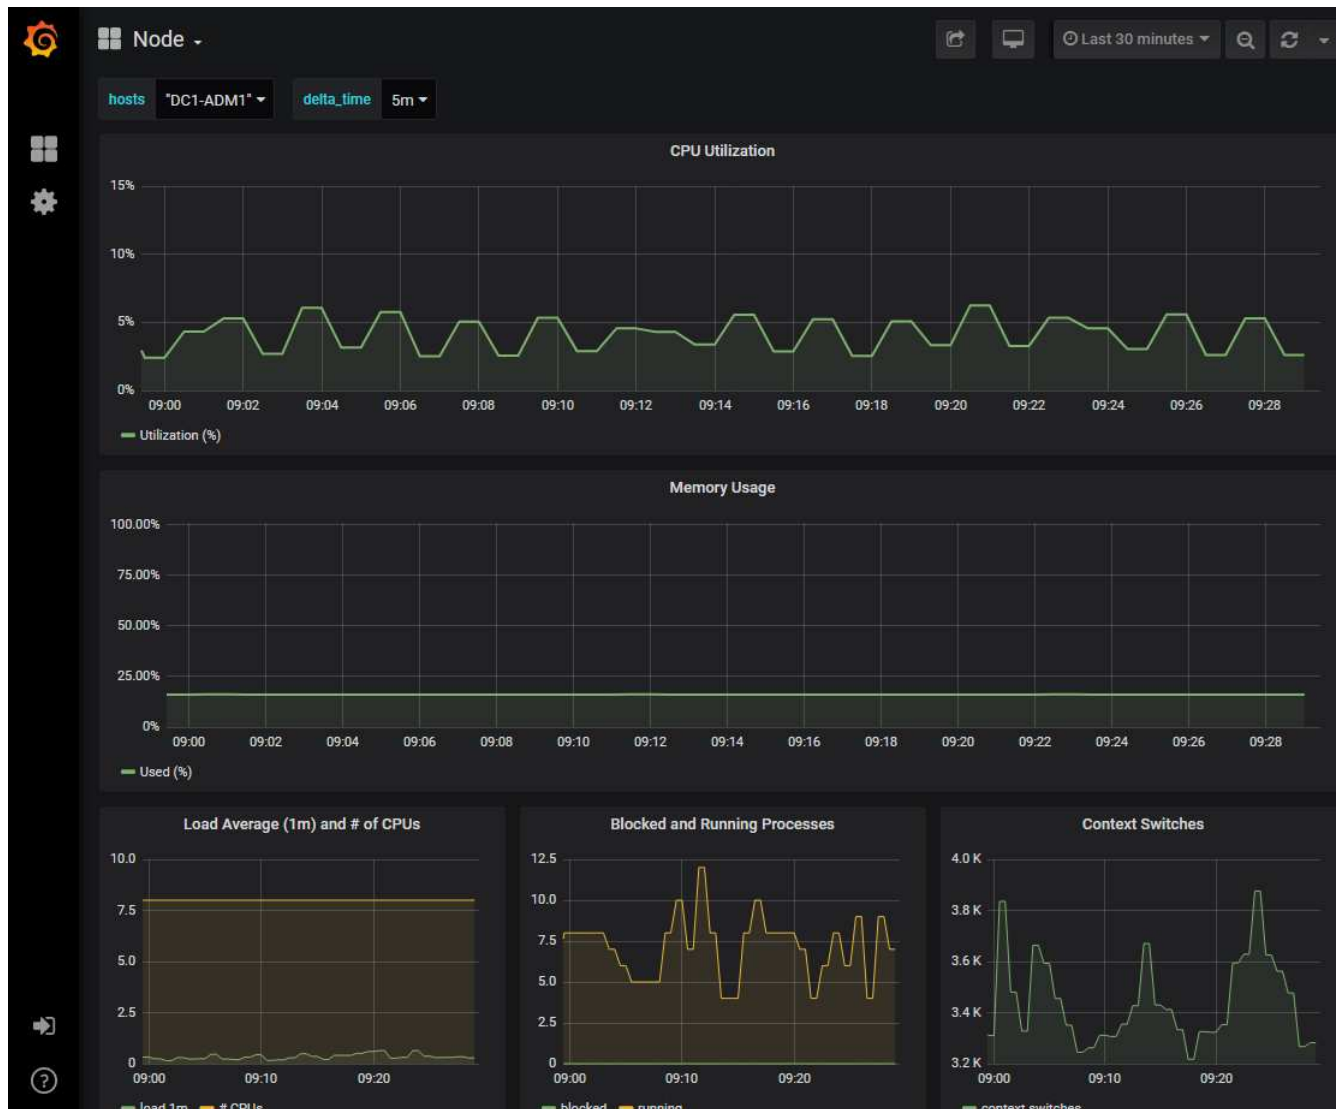 Node
Last 30 minutes
hosts "DC1-ADM1" delta_time 5m
CPU Utilization
15%
10%
5%
0%
09:00 09:02 09:04 09:06 09:08 09:10 09:12 09:14 09:16 09:18 09:20 09:22 09:24 09:26 09:28
Utilization (%)
Memory Usage
100.00%
75.00%
50.00%
25.00%
0%
09:00 09:02 09:04 09:06 09:08 09:10 09:12 09:14 09:16 09:18 09:20 09:22 09:24 09:26 09:28
Used (%)
Load Average (1m) and # of CPUs
10.0
7.5
5.0
2.5
0
09:00 09:10 09:20
load 1m # CPUs
Blocked and Running Processes
12.5
10.0
7.5
5.0
2.5
0
09:00 09:10 09:20
blocked running
Context Switches
4.0 K
3.8 K
3.6 K
3.4 K
3.2 K
09:00 09:10 09:20
context switches